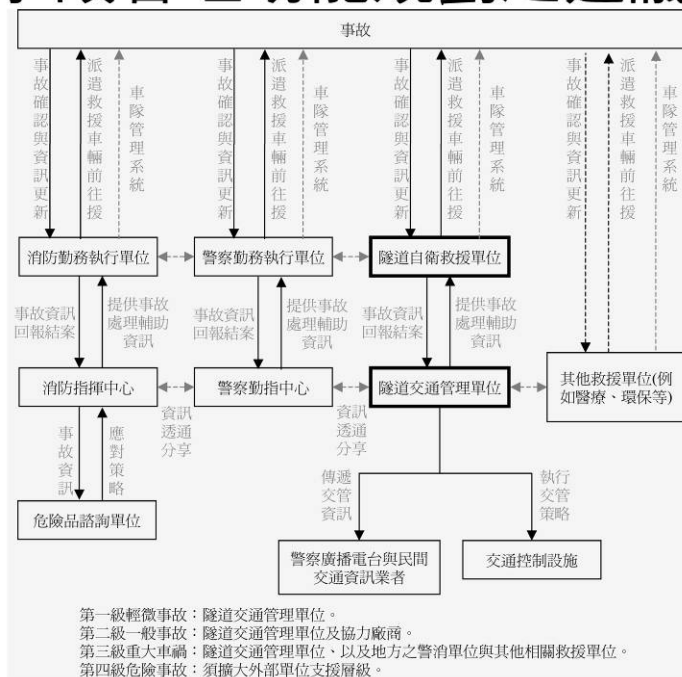 事故
事故確認與資訊更新
派遣救援車輛前往援
車隊管理系統
事故確認與資訊更新
派遣救援車輛前往援
車隊管理系統
事故確認與資訊更新
派遣救援車輛前往援
車隊管理系統
事故確認與資訊更新
派遣救援車輛前往援
車隊管理系統
消防勤務執行單位
警察勤務執行單位
隧道自衛救援單位
事故資訊
回報結案
提供事故
處理輔助
資訊
事故資訊
回報結案
提供事故
處理輔助
資訊
事故資訊
回報結案
提供事故
處理輔助
資訊
消防指揮中心
警察勤指中心
隧道交通管理單位
其他救援單位(例
如醫療、環保等)
資訊
透通
分享
資訊
透通
分享
事故資訊
應對策略
傳遞
交管
資訊
執行
交管
策略
危險品諮詢單位
警察廣播電台與民間
交通資訊業者
交通控制設施
第一級輕微事故：隧道交通管理單位。
第二級一般事故：隧道交通管理單位及協力廠商。
第三級重大車禍：隧道交通管理單位、以及地方之警消單位與其他相關救援單位。
第四級危險事故：須擴大外部單位支援層級。